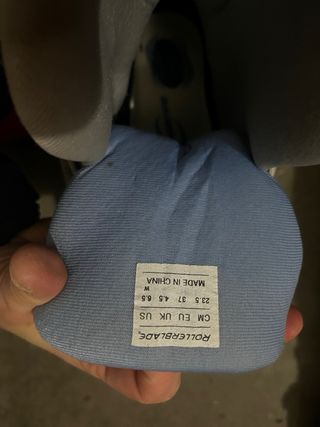 ROLLERBLADE®
CM EU UK US
23.5 37 4.5 6.5
W
MADE IN CHINA